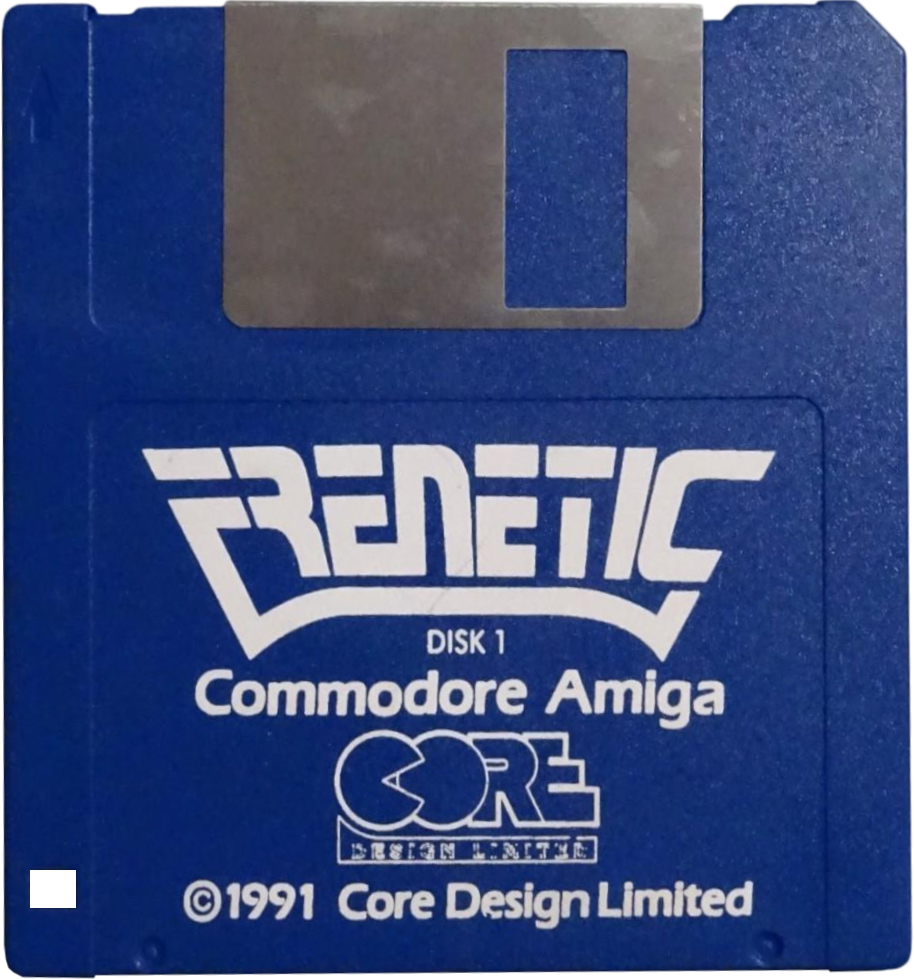 FRENETIC
DISK 1
Commodore Amiga
CORE
DESIGN LIMITED
©1991 Core Design Limited